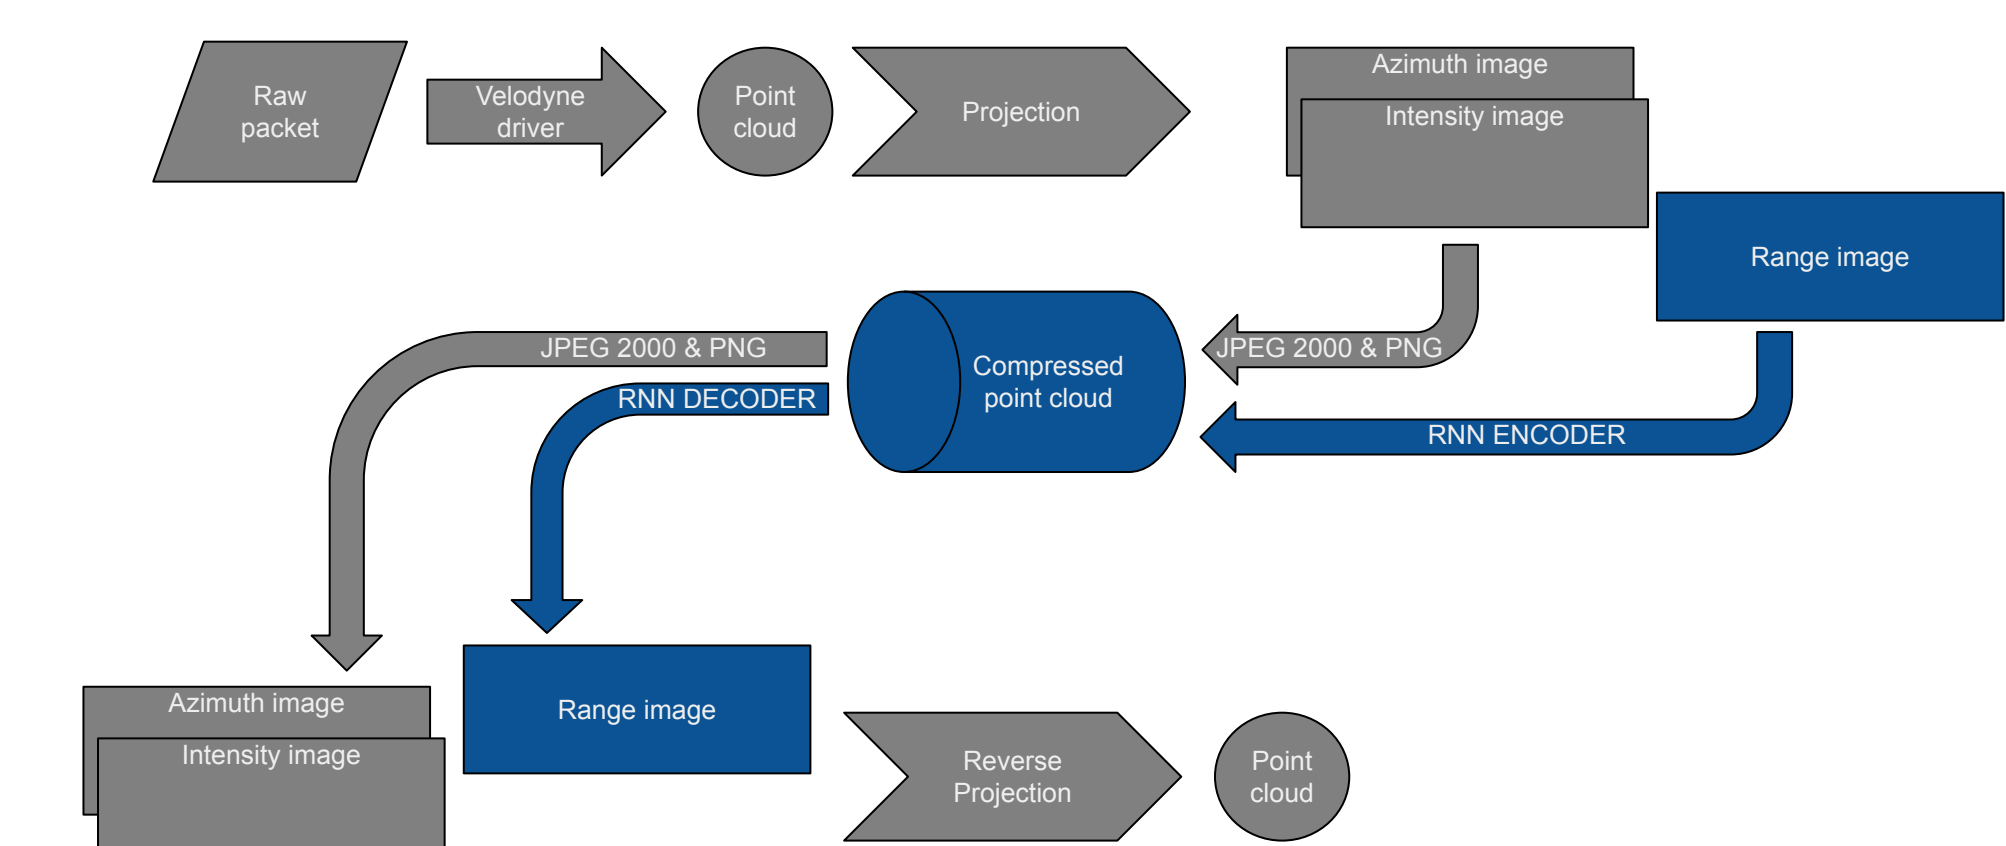 Raw
packet
Velodyne
driver
Point
cloud
Projection
Azimuth image
Intensity image
Range image
JPEG 2000 & PNG
RNN ENCODER
Compressed
point cloud
JPEG 2000 & PNG
RNN DECODER
Azimuth image
Intensity image
Range image
Reverse
Projection
Point
cloud